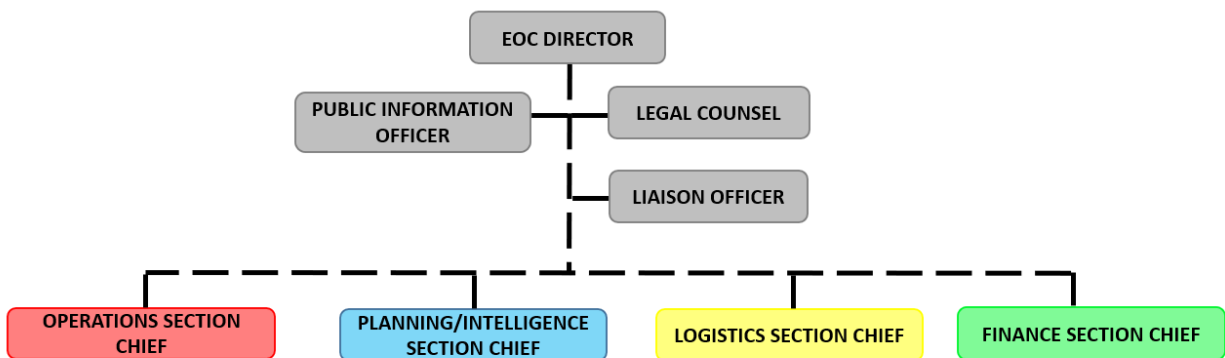 EOC DIRECTOR
PUBLIC INFORMATION
OFFICER
LEGAL COUNSEL
LIAISON OFFICER
OPERATIONS SECTION
CHIEF
PLANNING/INTELLIGENCE
SECTION CHIEF
LOGISTICS SECTION CHIEF
FINANCE SECTION CHIEF